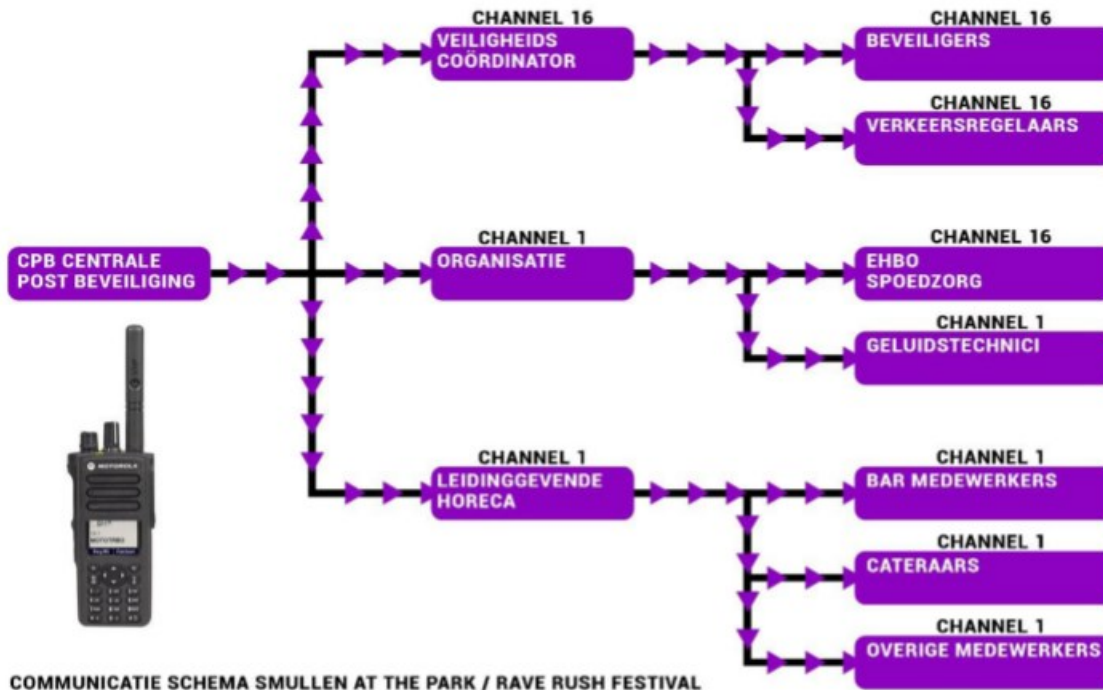 CHANNEL 16
VEILIGHEIDS
COÖRDINATOR
CHANNEL 16
BEVEILIGERS
CHANNEL 16
VERKEERSREGELAARS
CPB CENTRALE
POST BEVEILIGING
CHANNEL 1
ORGANISATIE
CHANNEL 16
EHBO
SPOEDZORG
CHANNEL 1
GELUIDSTECHNICI
CHANNEL 1
LEIDINGGEVENDE
HORECA
CHANNEL 1
BAR MEDEWERKERS
CHANNEL 1
CATERAARS
CHANNEL 1
OVERIGE MEDEWERKERS
MOTOROLA
MOTOTRBO
COMMUNICATIE SCHEMA SMULLEN AT THE PARK / RAVE RUSH FESTIVAL